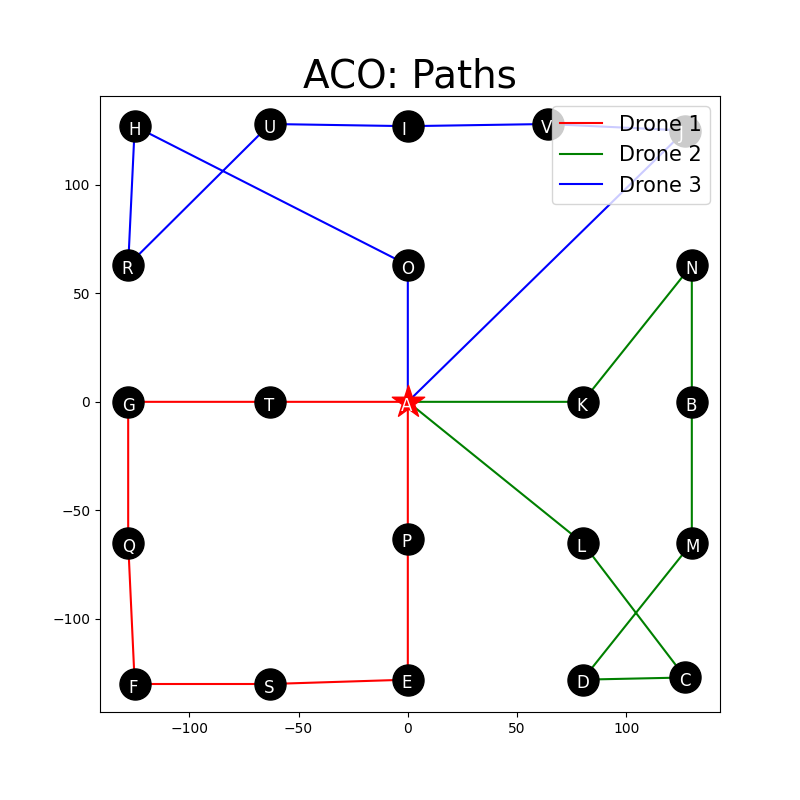 ACO: Paths
H U I V J
Drone 1
Drone 2
Drone 3
100
R O N
50
0
G T A K B
−50
Q P L M
−100
F S E D C
−100 −50 0 50 100